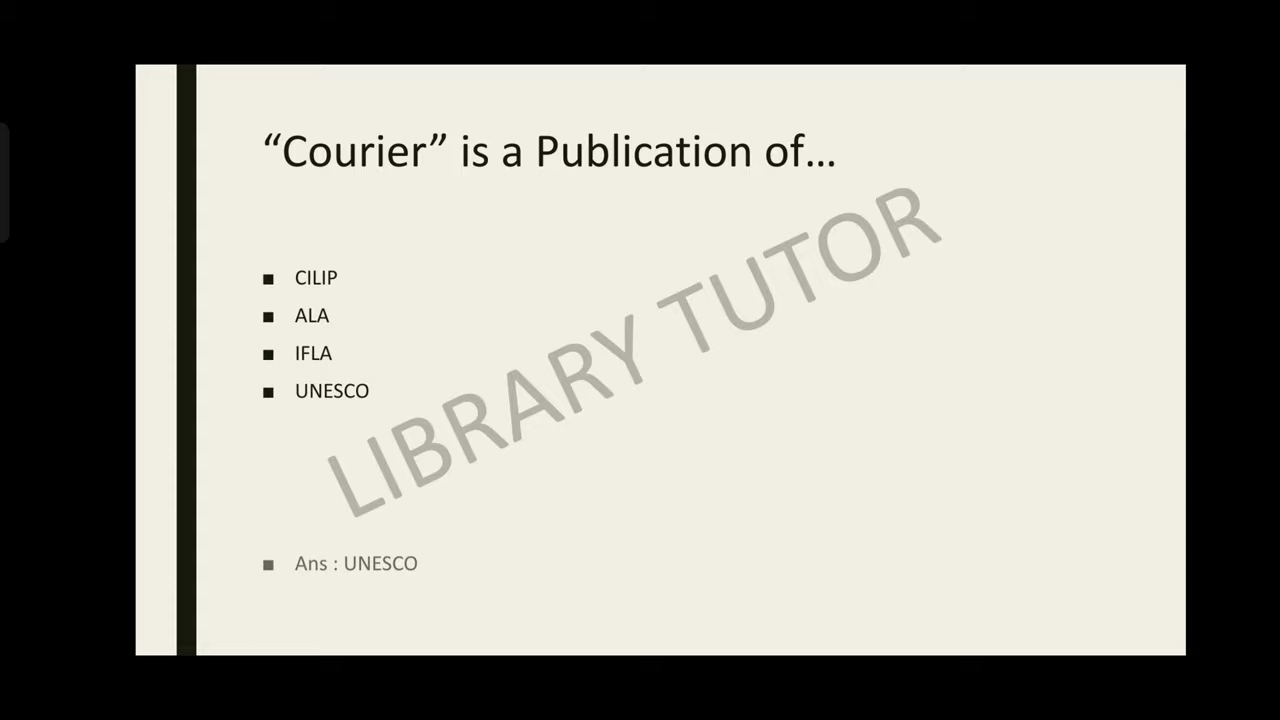 “Courier” is a Publication of...
CILIP
ALA
IFLA
UNESCO
LIBRARY TUTOR
Ans : UNESCO